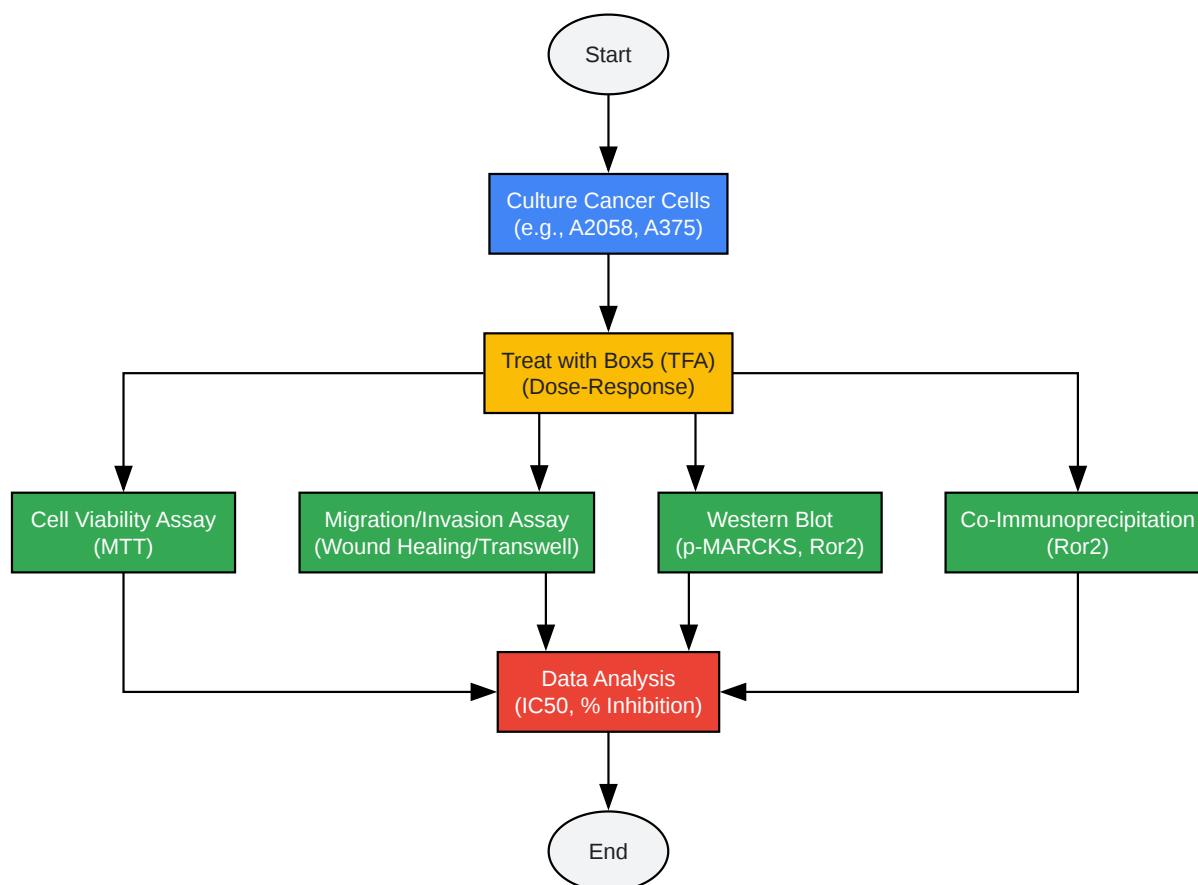 Start
Culture Cancer Cells
(e.g., A2058, A375)
Treat with Box5 (TFA)
(Dose-Response)
Cell Viability Assay
(MTT)
Migration/Invasion Assay
(Wound Healing/Transwell)
Western Blot
(p-MARCKS, Ror2)
Co-Immunoprecipitation
(Ror2)
Data Analysis
(IC50, % Inhibition)
End